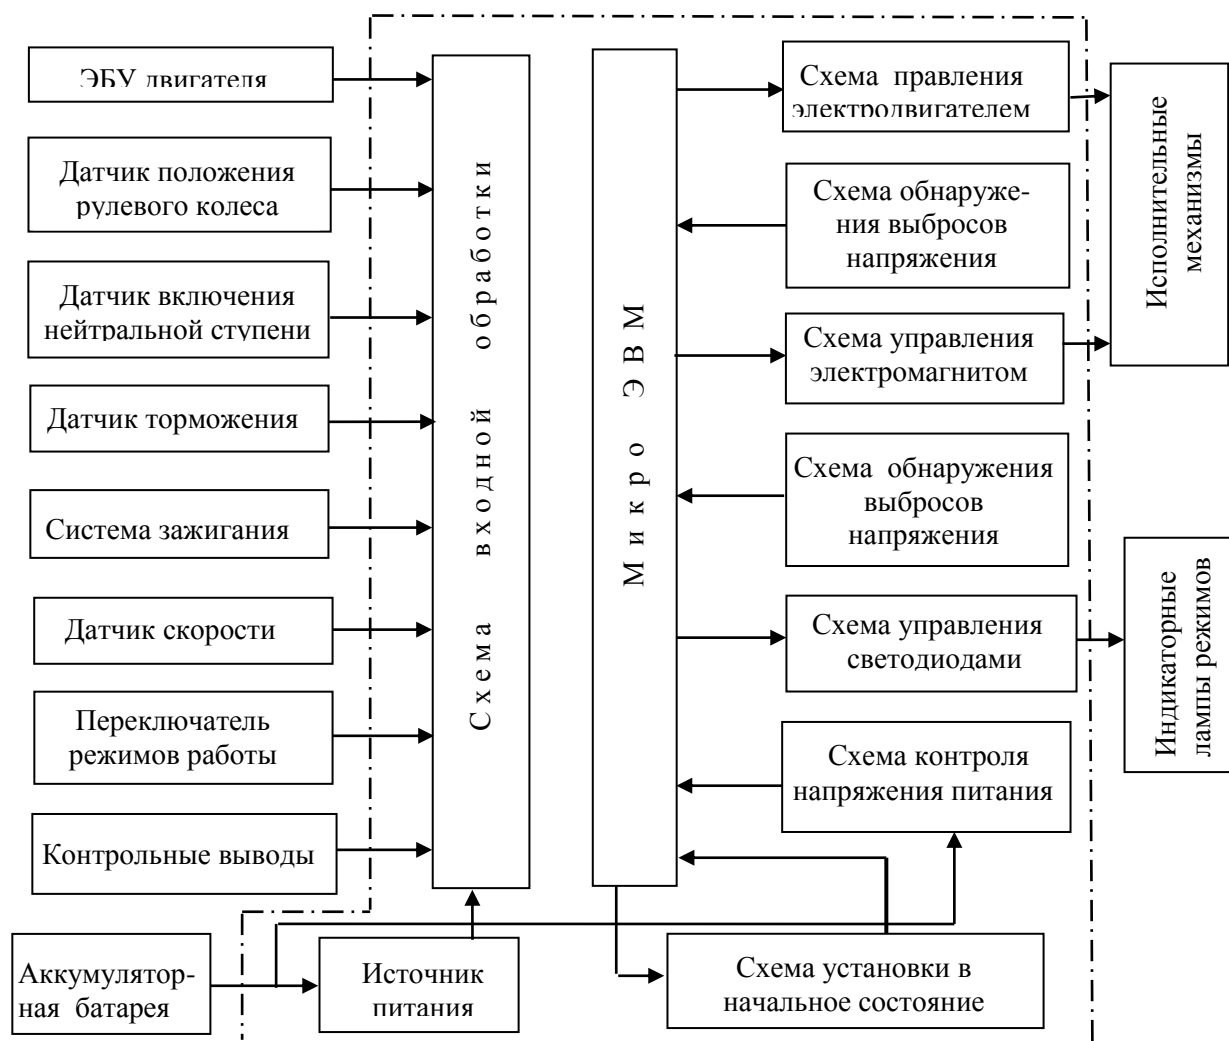 ЭБУ двигателя
Датчик положения
рулевого колеса
Датчик включения
нейтральной ступени
Датчик торможения
Система зажигания
Датчик скорости
Переключатель
режимов работы
Контрольные выводы
Аккумулятор-
ная батарея
Источник
питания
Схема входной обработки
Микро ЭВМ
Схема правления
электродвигателем
Схема обнаруже-
ния выбросов
напряжения
Схема управления
электромагнитом
Схема обнаружения
выбросов
напряжения
Схема управления
светодиодами
Схема контроля
напряжения питания
Схема установки в
начальное состояние
Исполнительные
механизмы
Индикаторные
лампы режимов